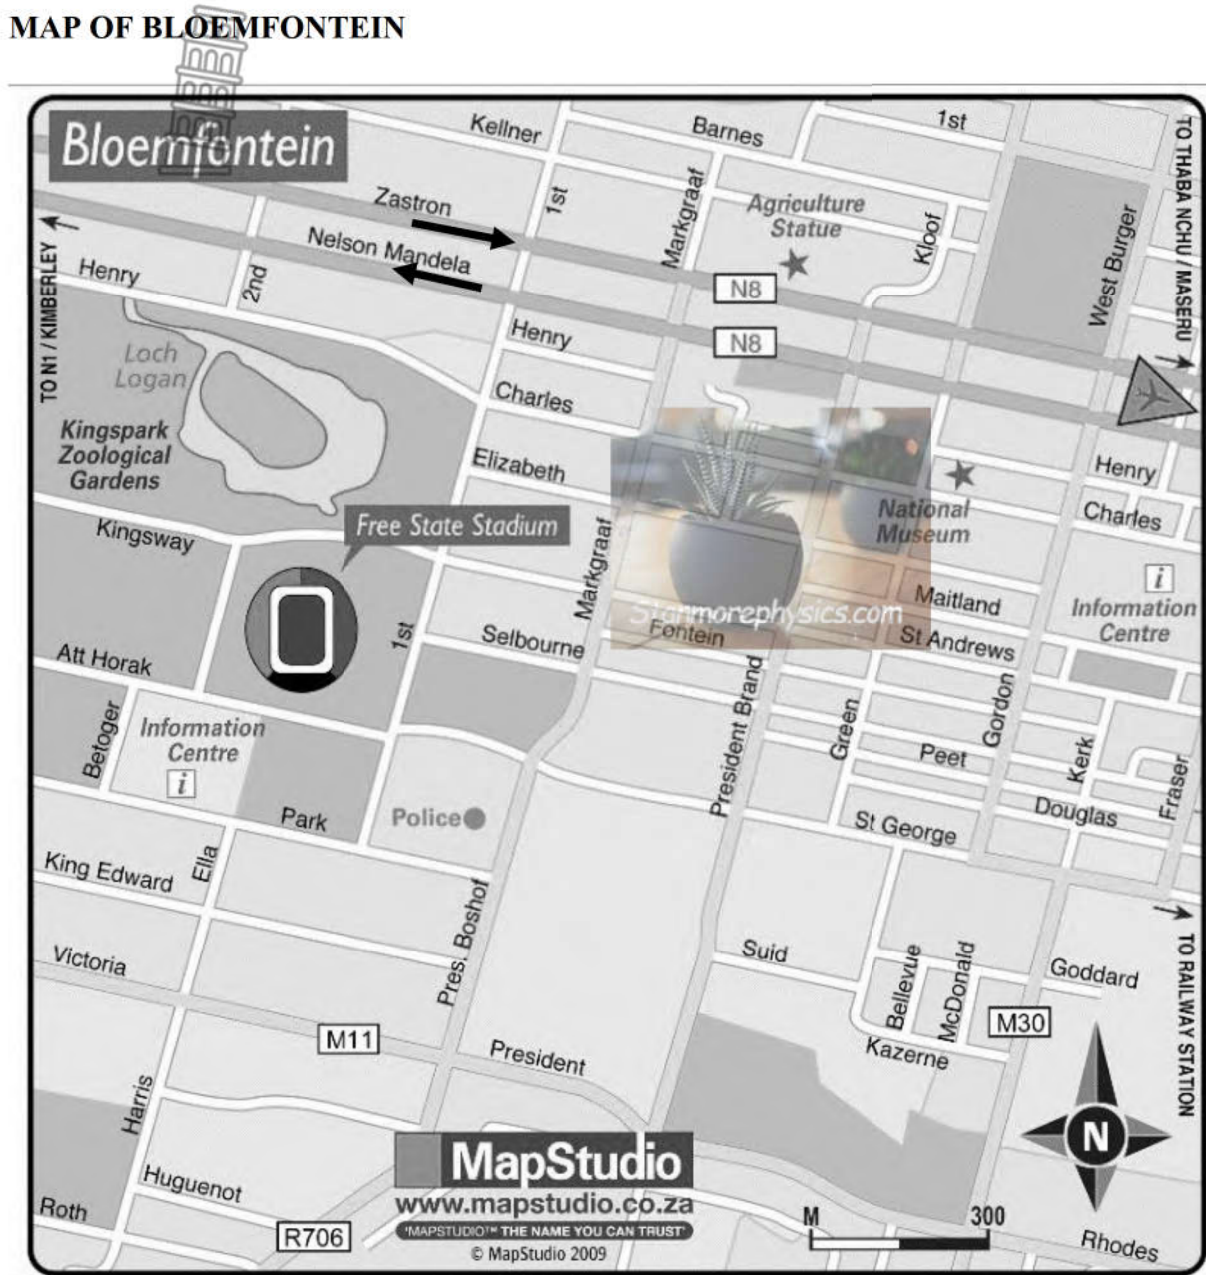 MAP OF BLOEMFONTEIN
Bloemfontein
Kellner
Barnes
1st
TO THABA NCHU / MASERU
Zastron
1st
Markgraaf
Agriculture
Statue
Kloof
West Burger
Nelson Mandela
N8
N8
TO N1 / KIMBERLEY
Henry
2nd
Henry
Loch
Logan
Charles
Kingspark
Zoological
Gardens
Elizabeth
Henry
Charles
National
Museum
Kingsway
Free State Stadium
Markgraaf
Stanmorephysics.com
Maitland
i
Information
Centre
1st
Selbourne
Fontein
St Andrews
Att Horak
Betoger
Information
Centre
i
President Brand
Green
Gordon
Peet
Kerk
Fraser
Park
Police
Douglas
St George
King Edward
Ella
Pres. Boshof
Victoria
Suid
Bellevue
McDonald
Goddard
TO RAILWAY STATION
M11
President
Kazerne
M30
Harris
N
MapStudio
www.mapstudio.co.za
'MAPSTUDIO™ THE NAME YOU CAN TRUST'
© MapStudio 2009
Huguenot
Roth
R706
M 300
Rhodes